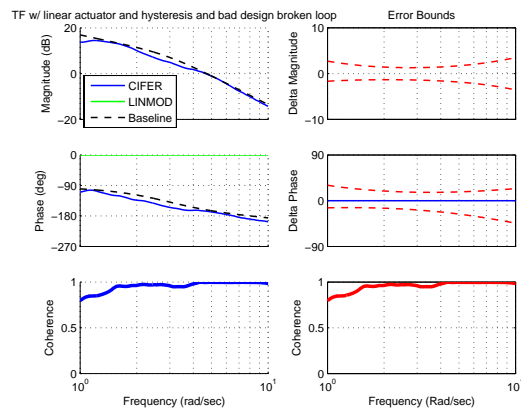 TF w/ linear actuator and hysteresis and bad design broken loop
Error Bounds
Magnitude (dB)
20
0
−20
CIFER
LINMOD
Baseline
Delta Magnitude
10
0
−10
Phase (deg)
0
−90
−180
−270
Delta Phase
90
0
−90
Coherence
1
0.5
0
10^0
10^1
Frequency (rad/sec)
Coherence
1
0.5
0
10^0
10^1
Frequency (Rad/sec)